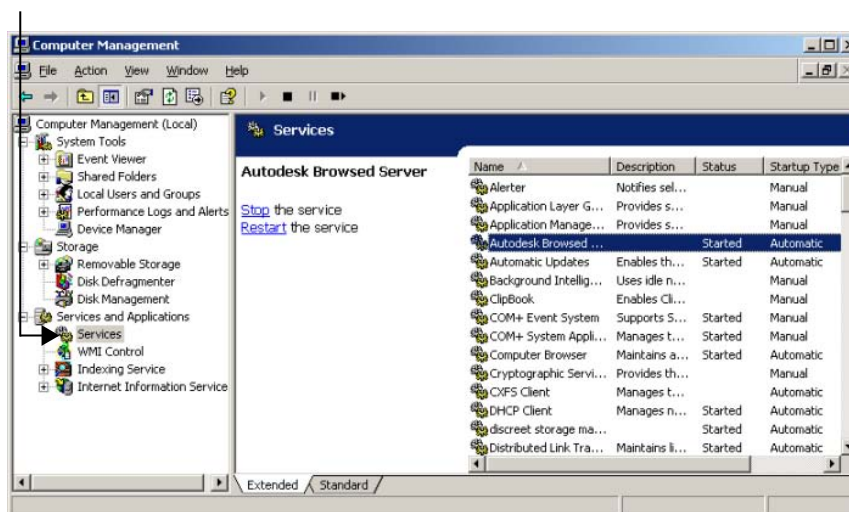 Computer Management
File Action View Window Help
Computer Management (Local)
System Tools
Event Viewer
Shared Folders
Local Users and Groups
Performance Logs and Alerts
Device Manager
Storage
Removable Storage
Disk Defragmenter
Disk Management
Services and Applications
Services
WMI Control
Indexing Service
Internet Information Service
Services
Autodesk Browsed Server
Stop the service
Restart the service
Name Description Status Startup Type
Alerter Notifies sel... Manual
Application Layer G... Provides s... Manual
Application Manage... Provides s... Manual
Autodesk Browsed ... Started Automatic
Automatic Updates Enables th... Started Automatic
Background Intellig... Uses idle n... Manual
ClipBook Enables Cli... Manual
COM+ Event System Supports S... Started Manual
COM+ System Appli... Manages t... Started Manual
Computer Browser Maintains a... Started Automatic
Cryptographic Servi... Provides th... Manual
CXFS Client Manages t... Automatic
DHCP Client Manages n... Started Automatic
discreet storage ma... Started Automatic
Distributed Link Tra... Maintains li... Started Automatic
Extended Standard